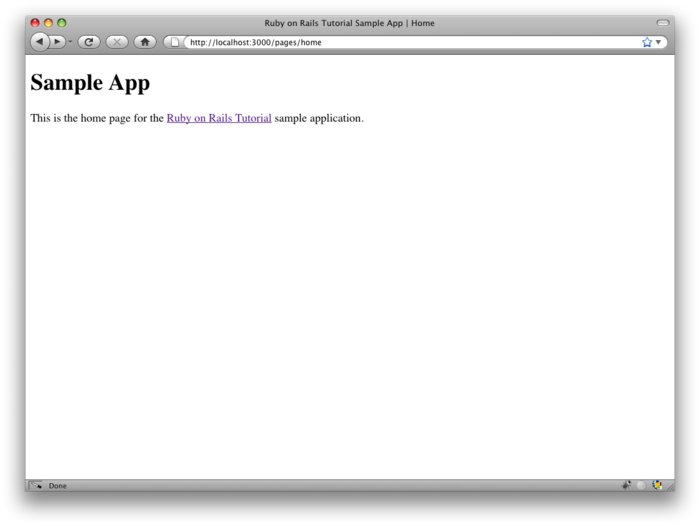 Ruby on Rails Tutorial Sample App | Home
http://localhost:3000/pages/home
Sample App
This is the home page for the Ruby on Rails Tutorial sample application.
Done